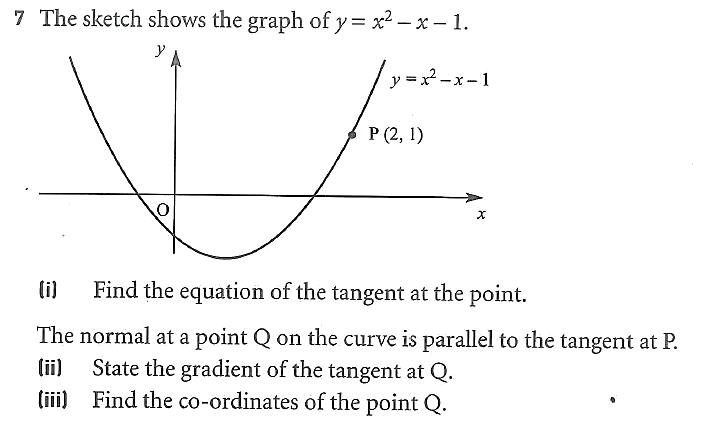 7 The sketch shows the graph of y = x² – x – 1.
y
y = x² – x – 1
P (2, 1)
O
x
(i) Find the equation of the tangent at the point.
The normal at a point Q on the curve is parallel to the tangent at P.
(ii) State the gradient of the tangent at Q.
(iii) Find the co-ordinates of the point Q.